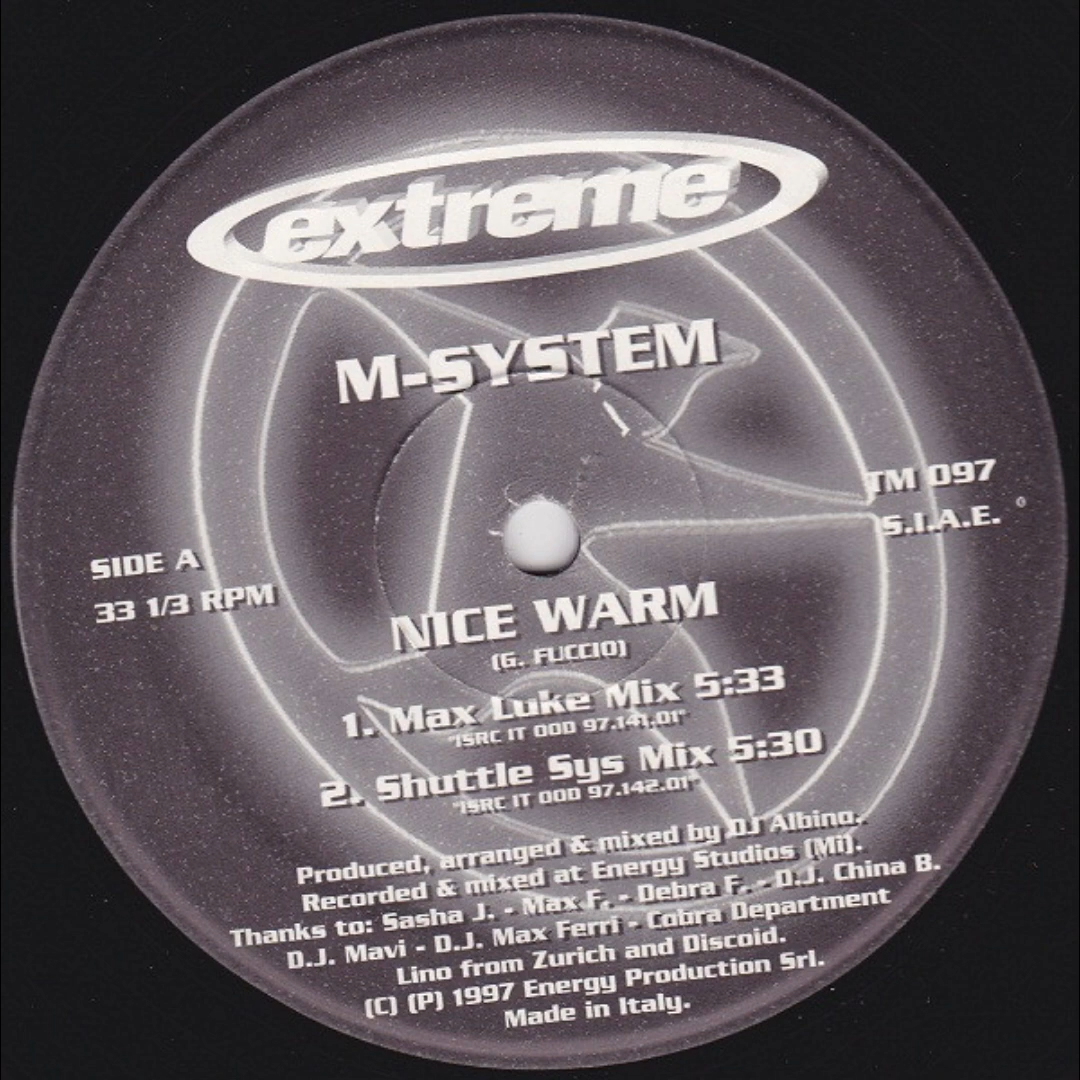 extreme
M-SYSTEM
TM 097
S.I.A.E.
SIDE A
33 1/3 RPM
NICE WARM
(G. FUCCIO)
1. Max Luke Mix 5:33
"ISRC IT 00D 97.141.01"
2. Shuttle Sys Mix 5:30
"ISRC IT 00D 97.142.01"
Produced, arranged & mixed by DJ Albino.
Recorded & mixed at Energy Studios (Mi).
Thanks to: Sasha J. - Max F. - Debra F. - D.J. China B.
D.J. Mavi - D.J. Max Ferri - Cobra Department
Lino from Zurich and Discoid.
(C) (P) 1997 Energy Production Srl.
Made in Italy.